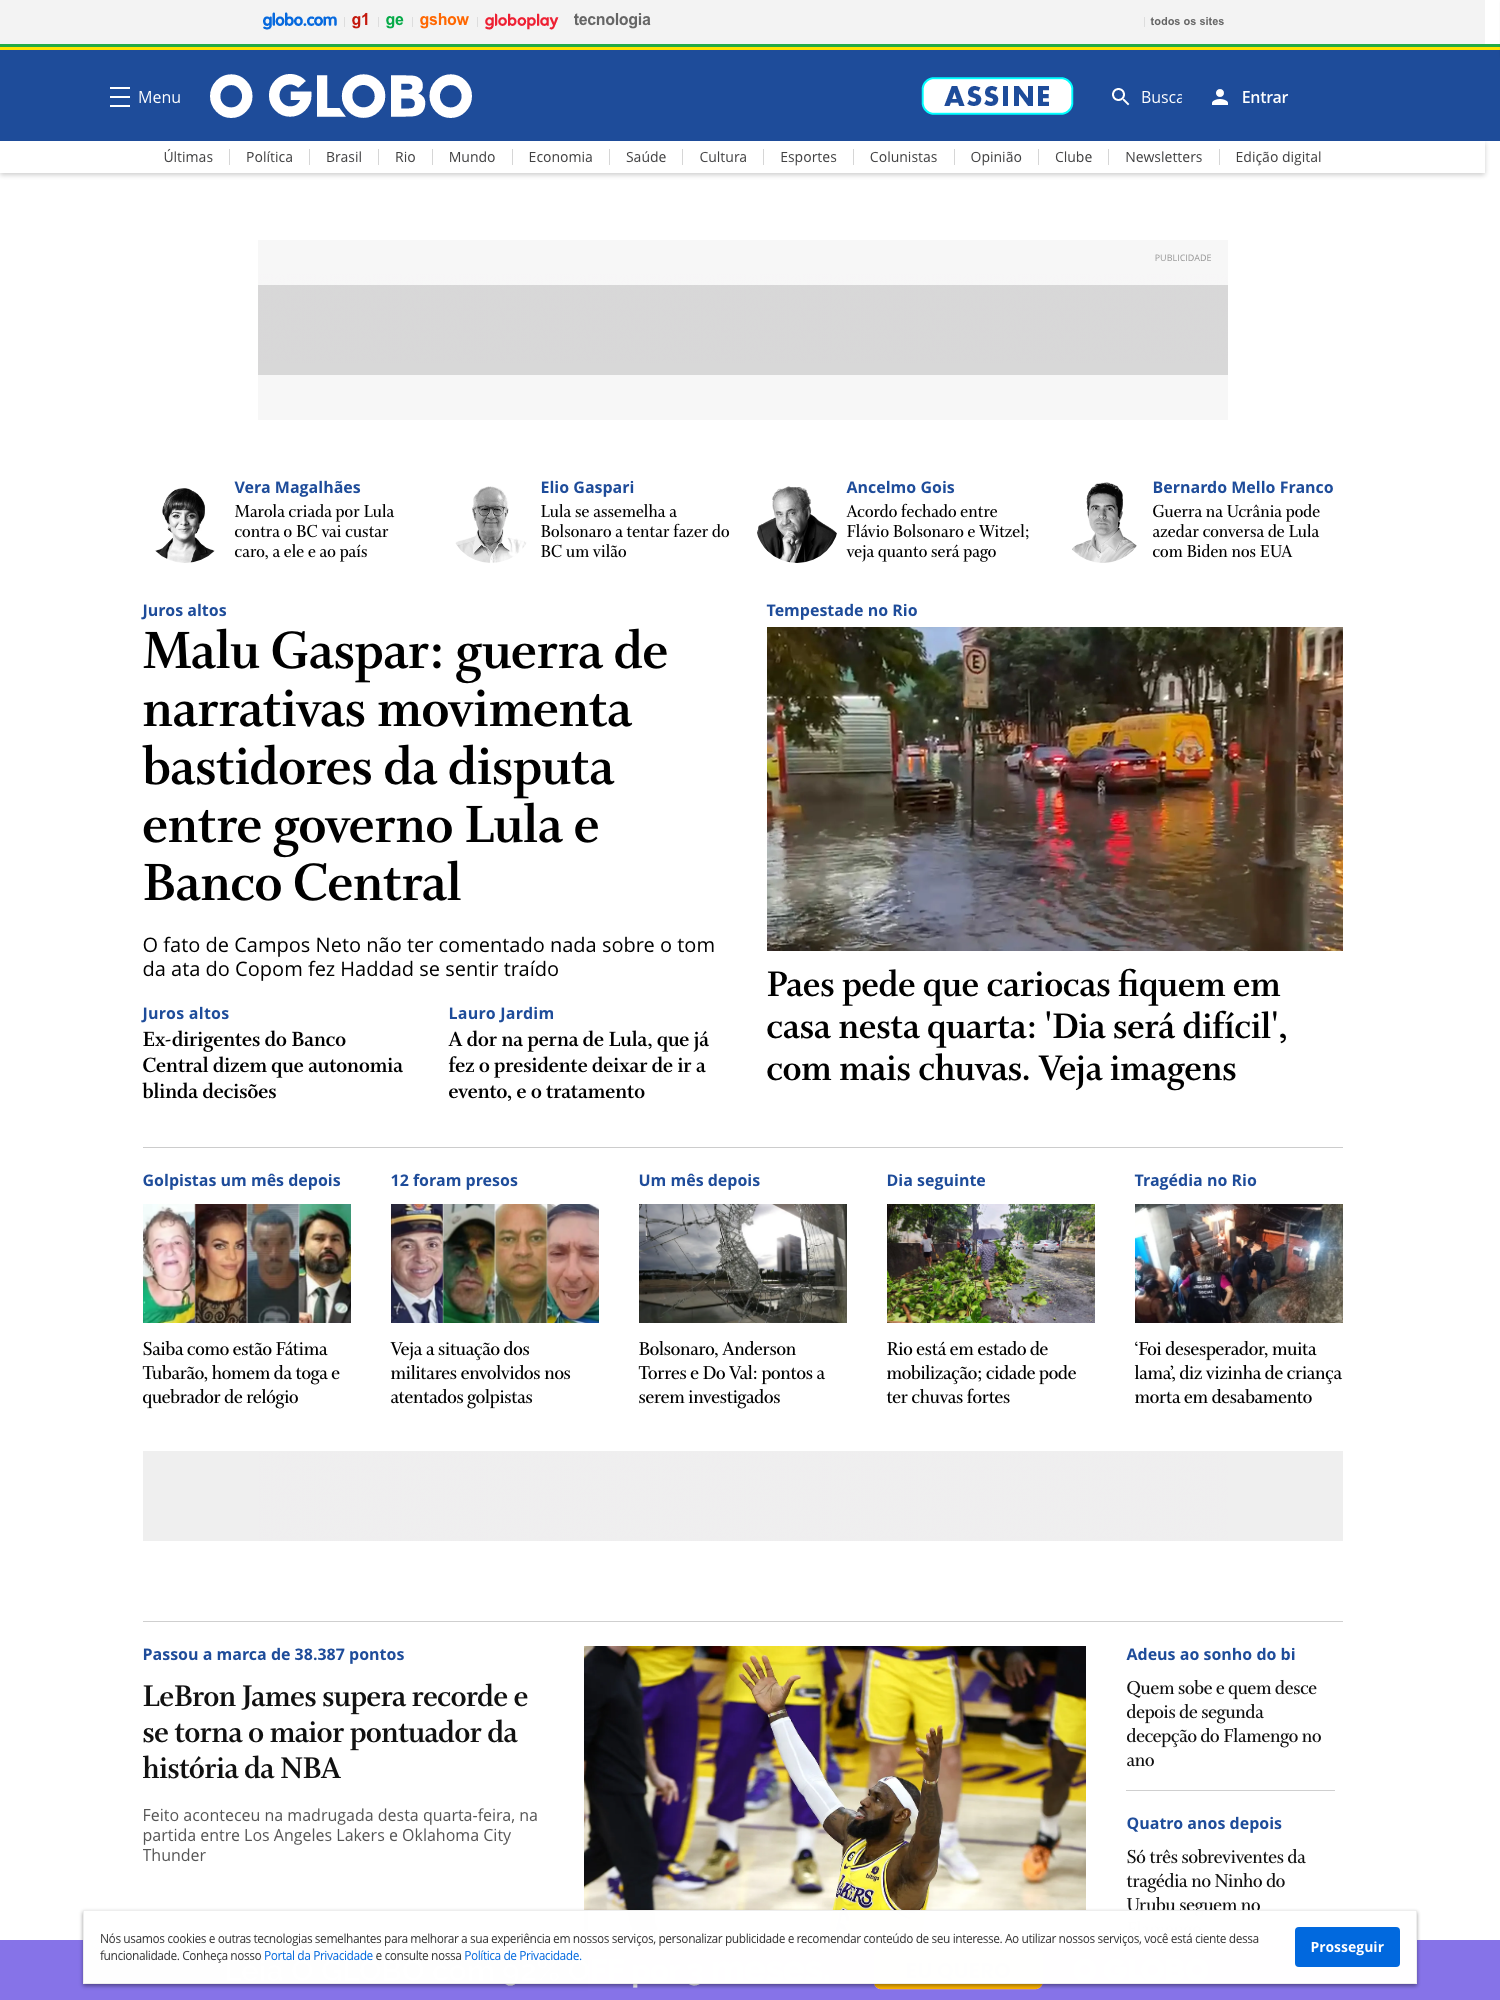 globo.com g1 ge gshow globoplay tecnologia todos os sites
Menu O GLOBO ASSINE Busca Entrar
Últimas Política Brasil Rio Mundo Economia Saúde Cultura Esportes Colunistas Opinião Clube Newsletters Edição digital
PUBLICIDADE
Vera Magalhães
Marola criada por Lula
contra o BC vai custar
caro, a ele e ao país
Elio Gaspari
Lula se assemelha a
Bolsonaro a tentar fazer do
BC um vilão
Ancelmo Gois
Acordo fechado entre
Flávio Bolsonaro e Witzel;
veja quanto será pago
Bernardo Mello Franco
Guerra na Ucrânia pode
azedar conversa de Lula
com Biden nos EUA
Juros altos
Malu Gaspar: guerra de
narrativas movimenta
bastidores da disputa
entre governo Lula e
Banco Central
O fato de Campos Neto não ter comentado nada sobre o tom
da ata do Copom fez Haddad se sentir traído
Juros altos
Ex-dirigentes do Banco
Central dizem que autonomia
blinda decisões
Lauro Jardim
A dor na perna de Lula, que já
fez o presidente deixar de ir a
evento, e o tratamento
Tempestade no Rio
E
Paes pede que cariocas fiquem em
casa nesta quarta: 'Dia será difícil',
com mais chuvas. Veja imagens
Golpistas um mês depois
Saiba como estão Fátima
Tubarão, homem da toga e
quebrador de relógio
12 foram presos
Veja a situação dos
militares envolvidos nos
atentados golpistas
Um mês depois
Bolsonaro, Anderson
Torres e Do Val: pontos a
serem investigados
Dia seguinte
Rio está em estado de
mobilização; cidade pode
ter chuvas fortes
Tragédia no Rio
‘Foi desesperador, muita
lama’, diz vizinha de criança
morta em desabamento
Passou a marca de 38.387 pontos
LeBron James supera recorde e
se torna o maior pontuador da
história da NBA
Feito aconteceu na madrugada desta quarta-feira, na
partida entre Los Angeles Lakers e Oklahoma City
Thunder
Adeus ao sonho do bi
Quem sobe e quem desce
depois de segunda
decepção do Flamengo no
ano
Quatro anos depois
Só três sobreviventes da
tragédia no Ninho do
Urubu seguem no
Nós usamos cookies e outras tecnologias semelhantes para melhorar a sua experiência em nossos serviços, personalizar publicidade e recomendar conteúdo de seu interesse. Ao utilizar nossos serviços, você está ciente dessa
funcionalidade. Conheça nosso Portal da Privacidade e consulte nossa Política de Privacidade.
Prosseguir